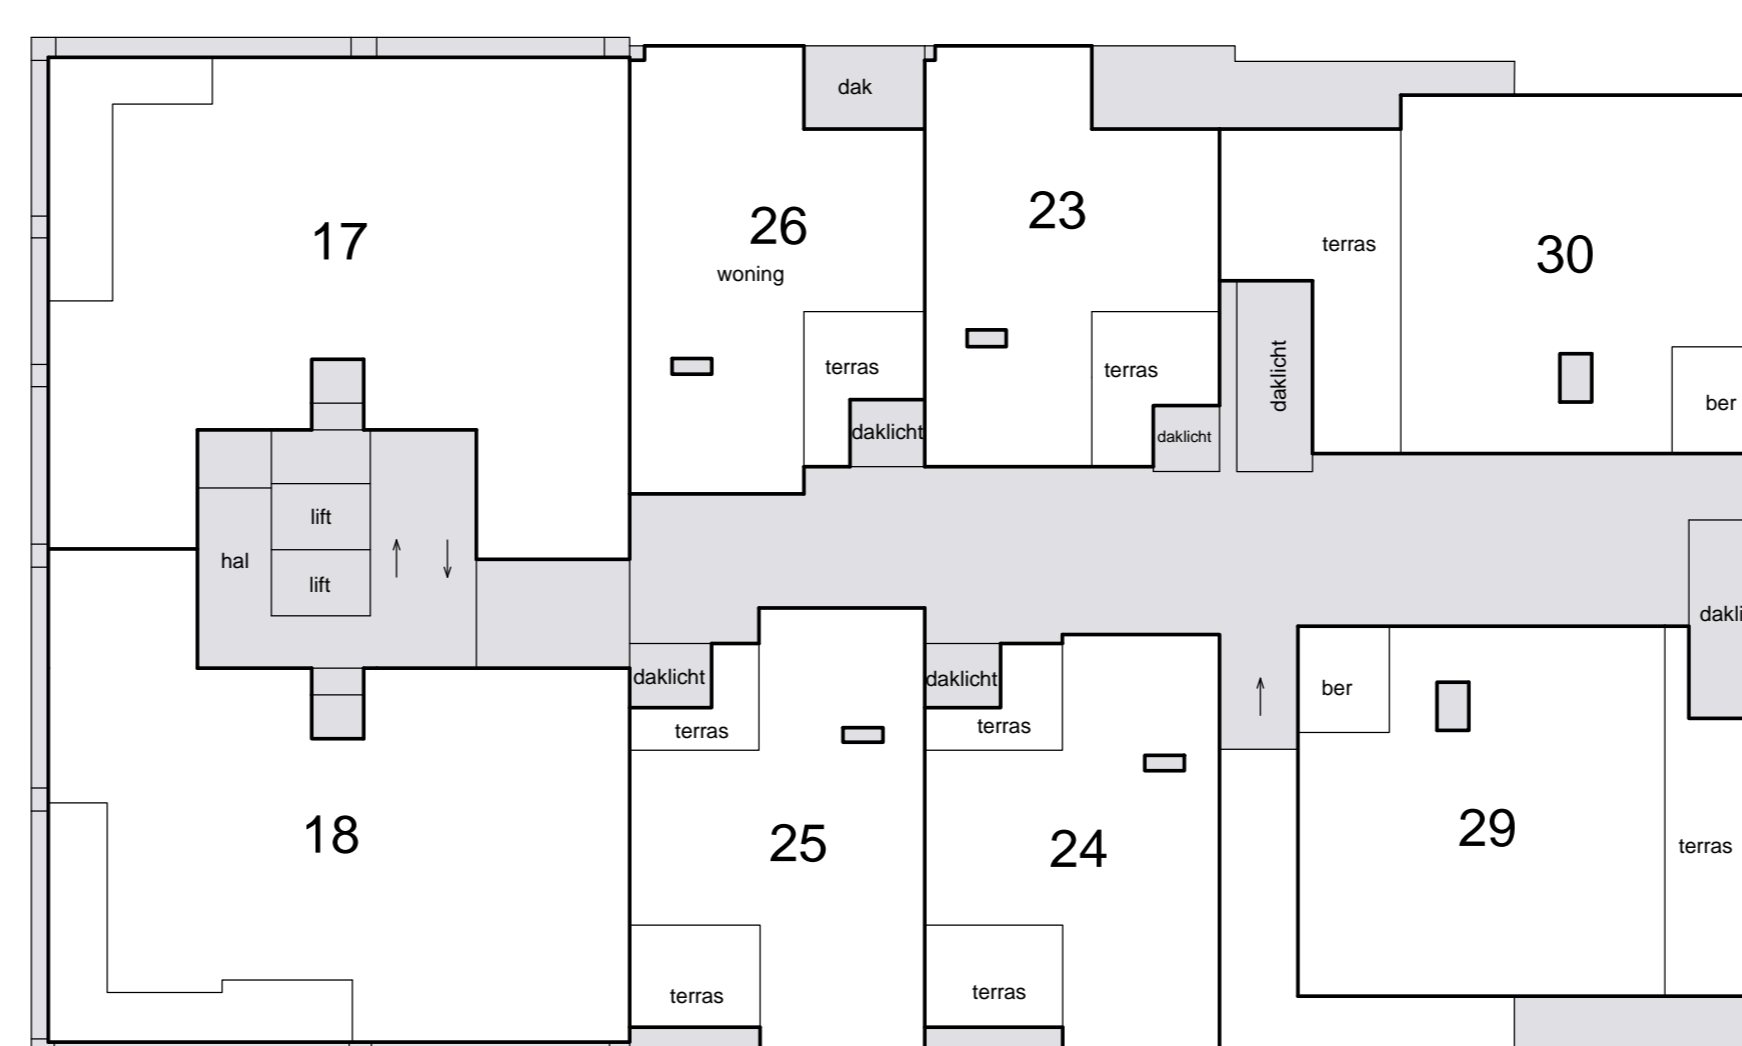 dak
17
26
23
terras
30
woning
terras
terras
daklicht
ber
daklicht
daklicht
lift
hal
lift
dakli
daklicht
terras
daklicht
terras
ber
18
25
24
29
terras
terras
terras